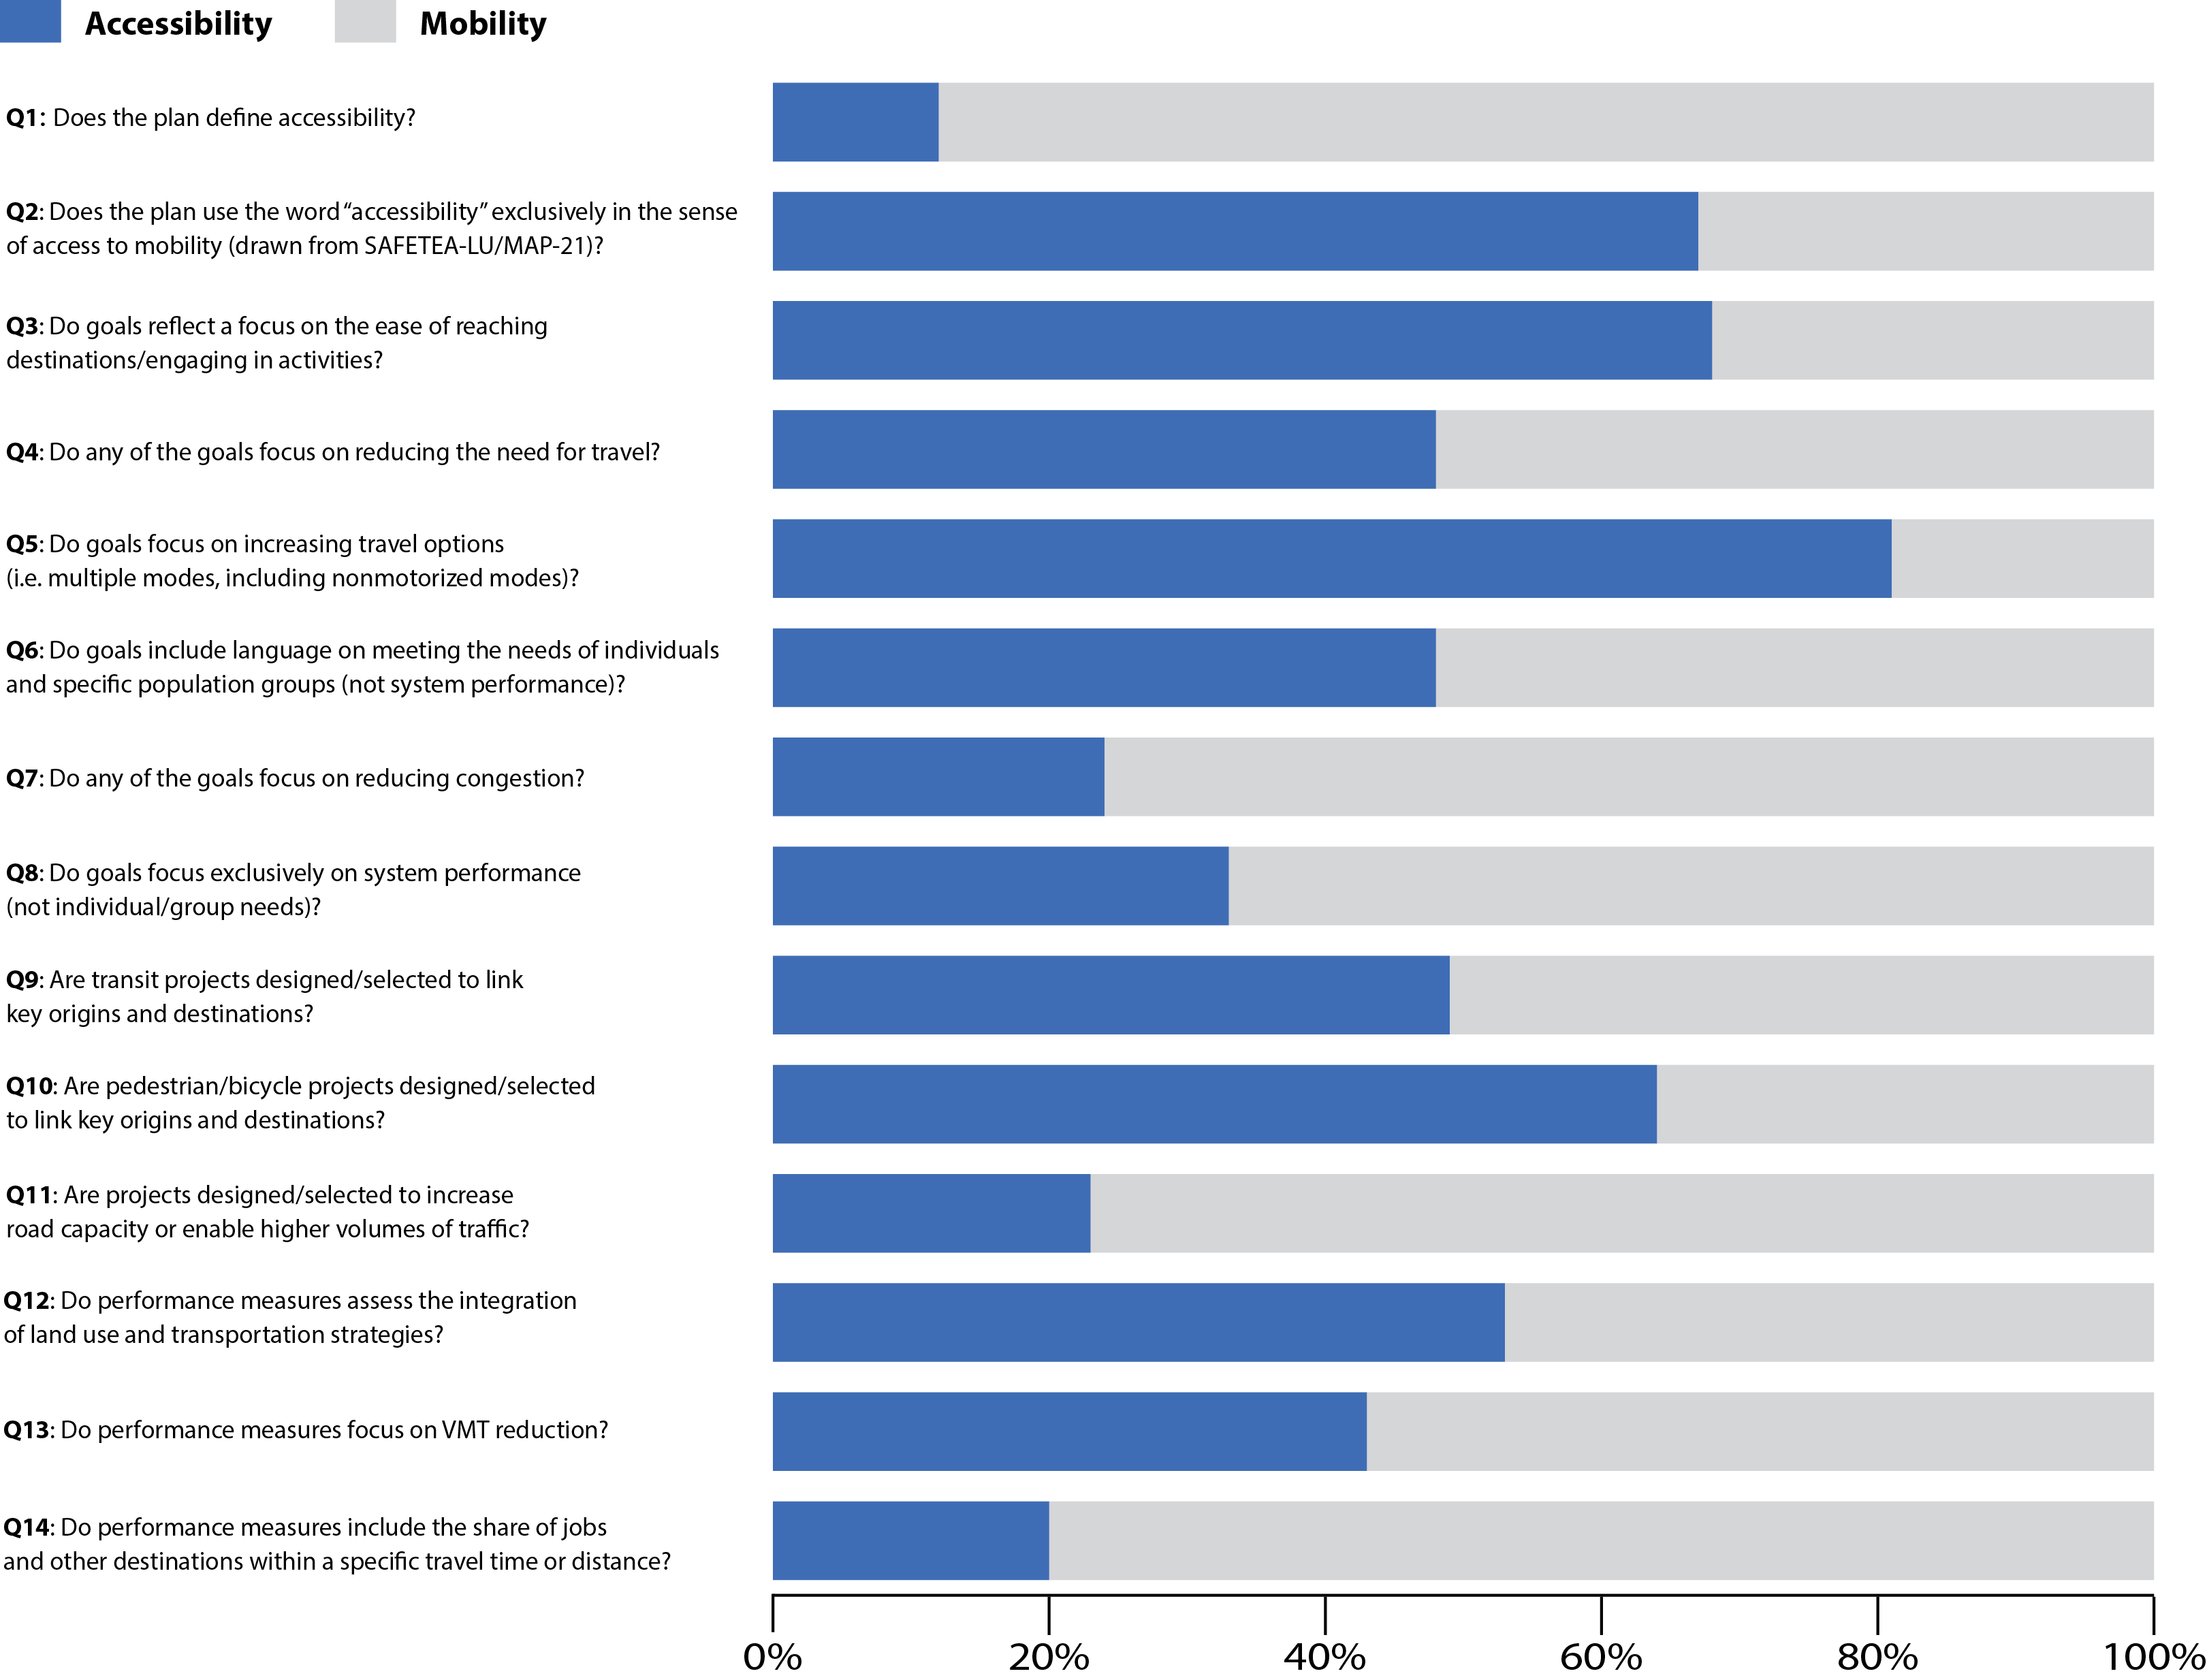 Accessibility Mobility
Q1: Does the plan define accessibility?
Q2: Does the plan use the word “accessibility” exclusively in the sense
of access to mobility (drawn from SAFETEA-LU/MAP-21)?
Q3: Do goals reflect a focus on the ease of reaching
destinations/engaging in activities?
Q4: Do any of the goals focus on reducing the need for travel?
Q5: Do goals focus on increasing travel options
(i.e. multiple modes, including nonmotorized modes)?
Q6: Do goals include language on meeting the needs of individuals
and specific population groups (not system performance)?
Q7: Do any of the goals focus on reducing congestion?
Q8: Do goals focus exclusively on system performance
(not individual/group needs)?
Q9: Are transit projects designed/selected to link
key origins and destinations?
Q10: Are pedestrian/bicycle projects designed/selected
to link key origins and destinations?
Q11: Are projects designed/selected to increase
road capacity or enable higher volumes of traffic?
Q12: Do performance measures assess the integration
of land use and transportation strategies?
Q13: Do performance measures focus on VMT reduction?
Q14: Do performance measures include the share of jobs
and other destinations within a specific travel time or distance?
0% 20% 40% 60% 80% 100%